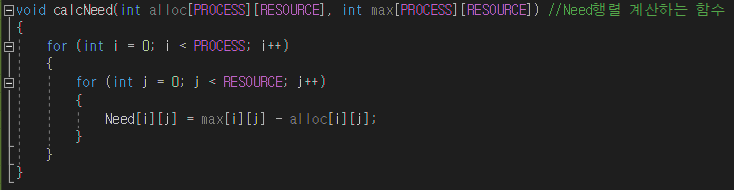 void calcNeed(int alloc[PROCESS][RESOURCE], int max[PROCESS][RESOURCE]) //Need행렬 계산하는 함수
{
for (int i = 0; i < PROCESS; i++)
{
for (int j = 0; j < RESOURCE; j++)
{
Need[i][j] = max[i][j] - alloc[i][j];
}
}
}